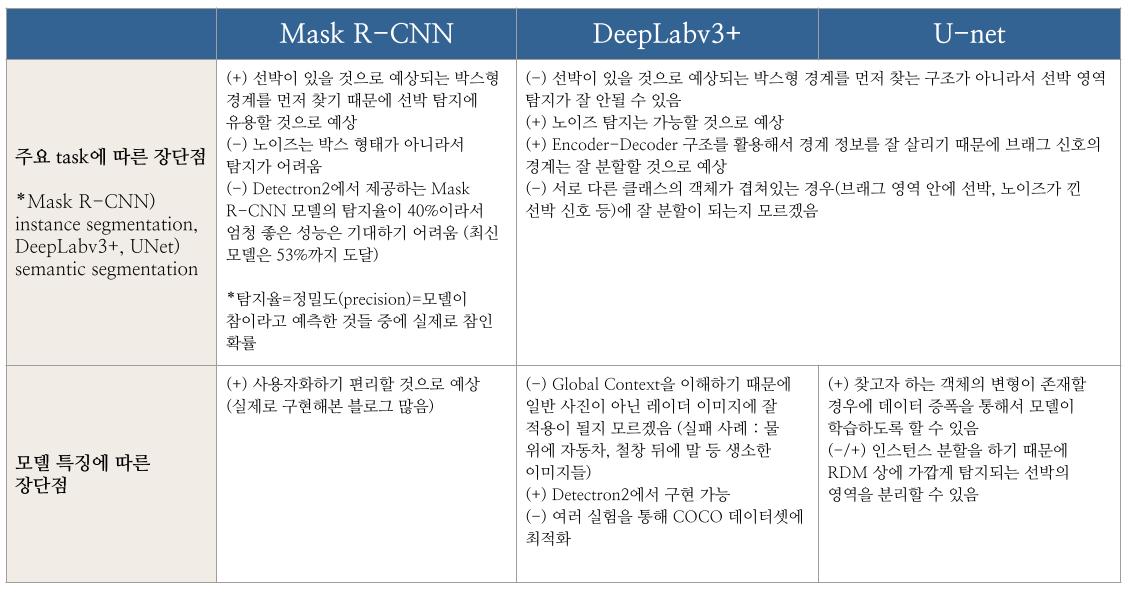 Mask R-CNN
DeepLabv3+
U-net
주요 task에 따른 장단점
*Mask R-CNN)
instance segmentation,
DeepLabv3+, UNet)
semantic segmentation
(+) 선박이 있을 것으로 예상되는 박스형
경계를 먼저 찾기 때문에 선박 탐지에
유용할 것으로 예상
(-) 노이즈는 박스 형태가 아니라서
탐지가 어려움
(-) Detectron2에서 제공하는 Mask
R-CNN 모델의 탐지율이 40%이라서
엄청 좋은 성능은 기대하기 어려움 (최신
모델은 53%까지 도달)
*탐지율=정밀도(precision)=모델이
참이라고 예측한 것들 중에 실제로 참인
확률
(-) 선박이 있을 것으로 예상되는 박스형 경계를 먼저 찾는 구조가 아니라서 선박 영역
탐지가 잘 안될 수 있음
(+) 노이즈 탐지는 가능할 것으로 예상
(+) Encoder-Decoder 구조를 활용해서 경계 정보를 잘 살리기 때문에 브래그 신호의
경계는 잘 분할할 것으로 예상
(-) 서로 다른 클래스의 객체가 겹쳐있는 경우(브래그 영역 안에 선박, 노이즈가 낀
선박 신호 등)에 잘 분할이 되는지 모르겠음
모델 특징에 따른
장단점
(+) 사용자화하기 편리할 것으로 예상
(실제로 구현해본 블로그 많음)
(-) Global Context을 이해하기 때문에
일반 사진이 아닌 레이더 이미지에 잘
적용이 될지 모르겠음 (실패 사례 : 물
위에 자동차, 철창 뒤에 말 등 생소한
이미지들)
(+) Detectron2에서 구현 가능
(-) 여러 실험을 통해 COCO 데이터셋에
최적화
(+) 찾고자 하는 객체의 변형이 존재할
경우에 데이터 증폭을 통해서 모델이
학습하도록 할 수 있음
(-/+) 인스턴스 분할을 하기 때문에
RDM 상에 가깝게 탐지되는 선박의
영역을 분리할 수 있음